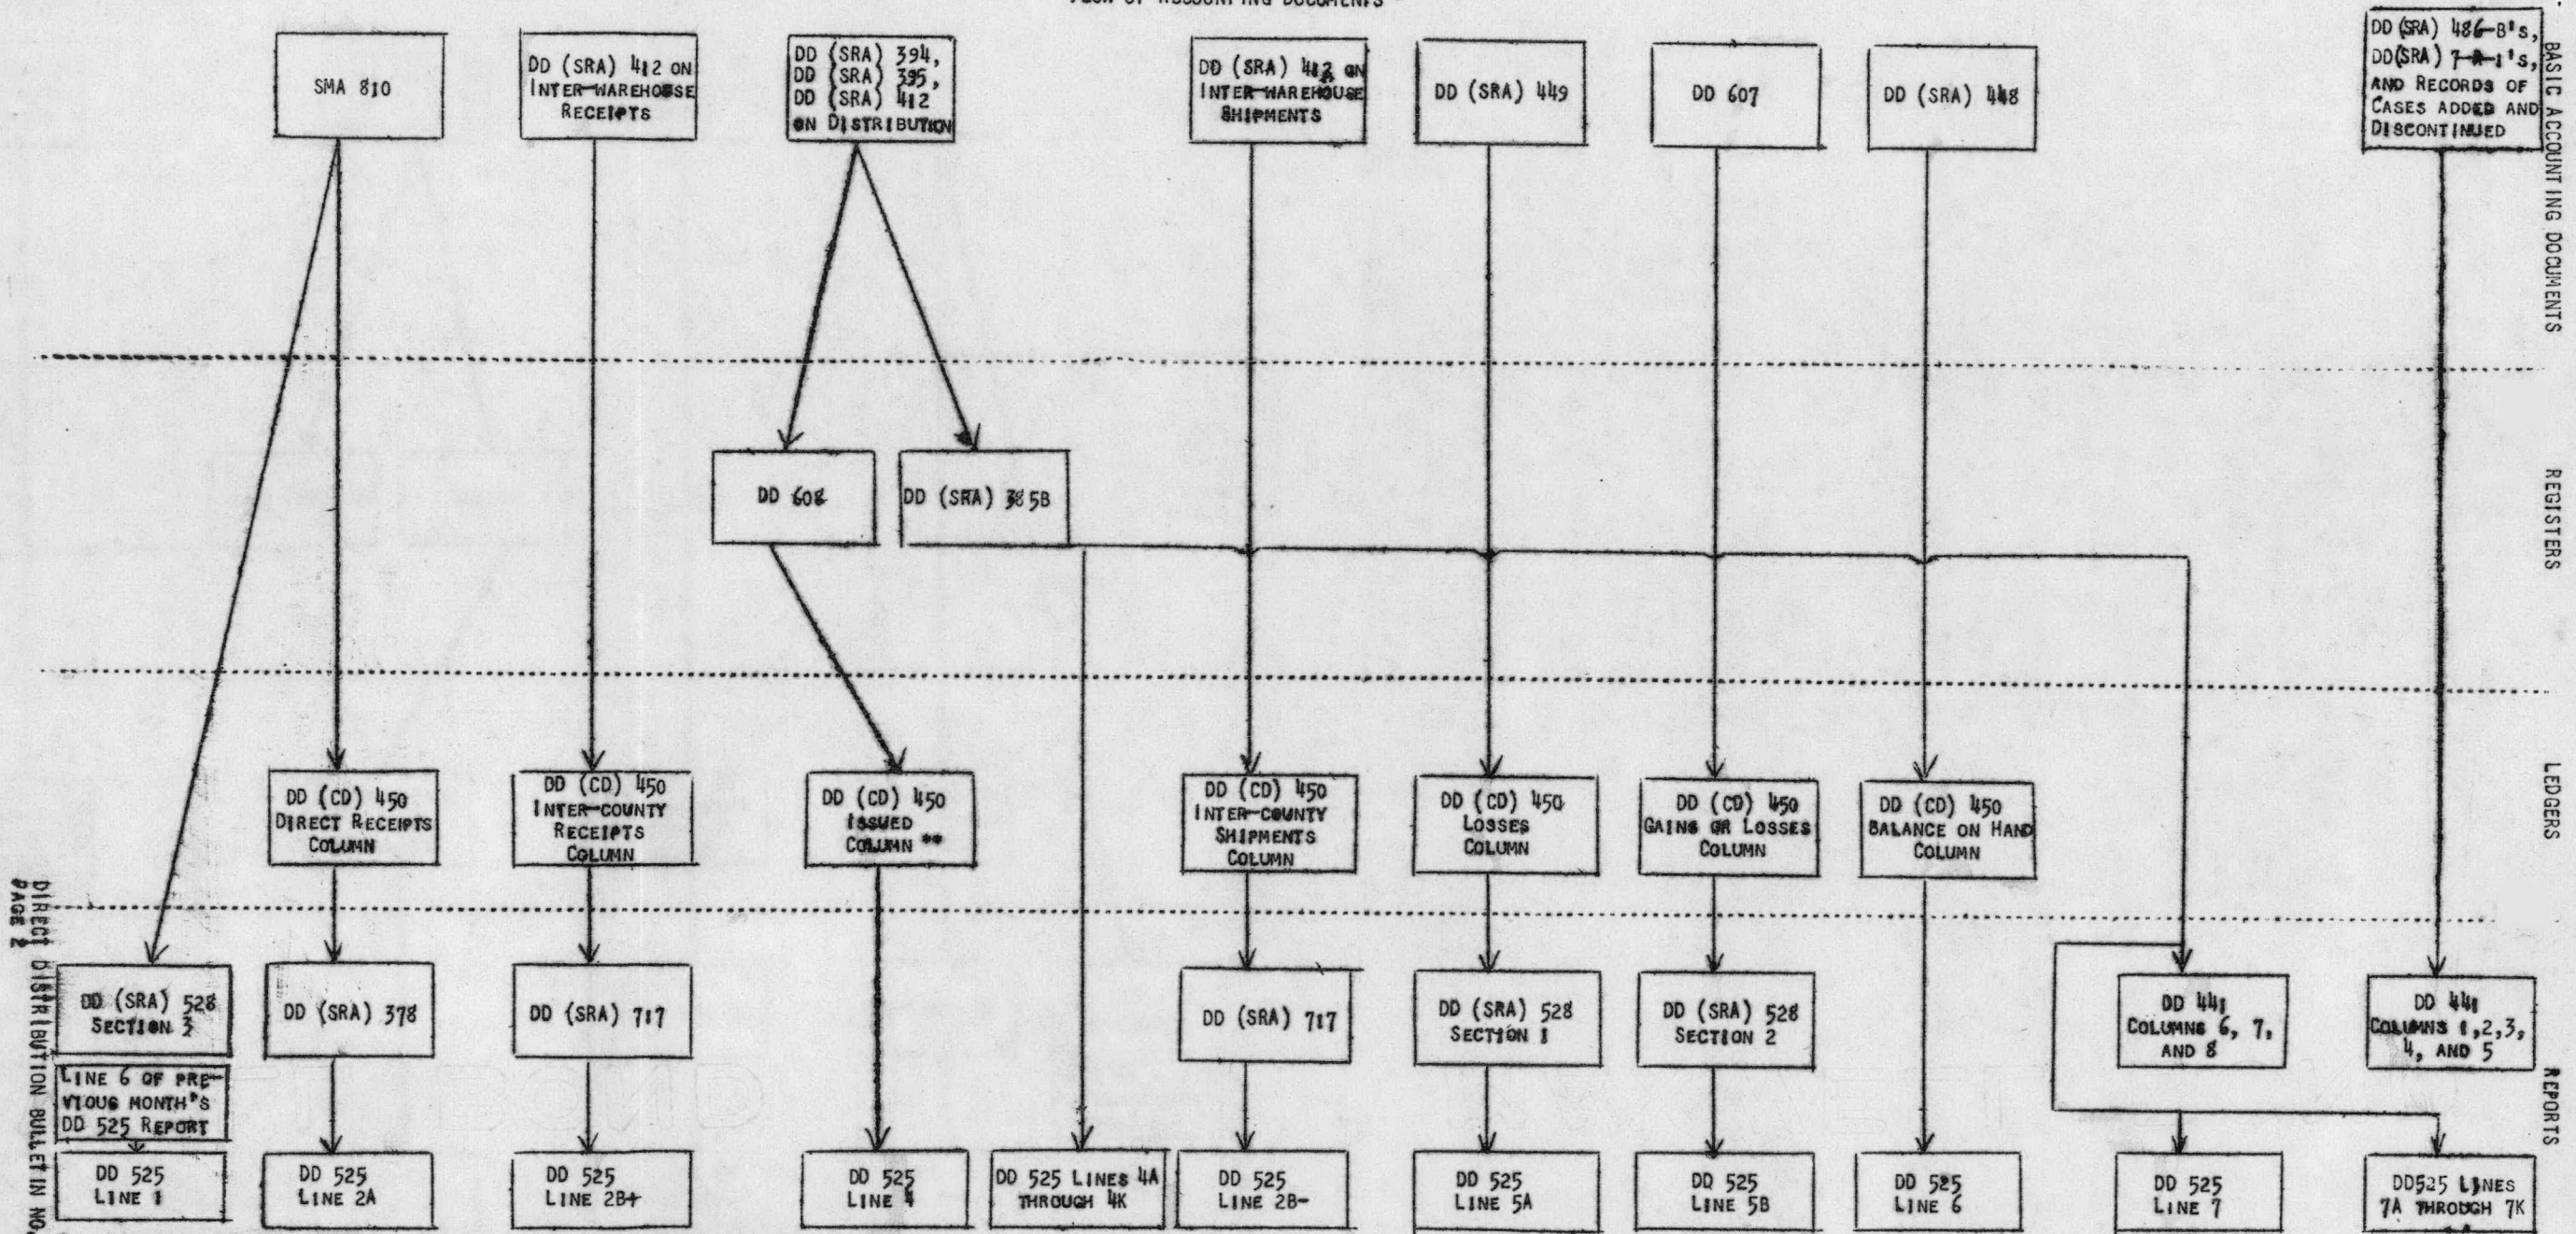 FLOW OF ACCOUNTING DOCUMENTS
SMA 810
DD (SRA) 412 ON
INTER-WAREHOUSE
RECEIPTS
DD (SRA) 394,
DD (SRA) 395,
DD (SRA) 412
ON DISTRIBUTION
DD (SRA) 412 ON
INTER-WAREHOUSE
SHIPMENTS
DD (SRA) 449
DD 607
DD (SRA) 448
DD (SRA) 486-B'S,
DD(SRA) 7-A-1'S,
AND RECORDS OF
CASES ADDED AND
DISCONTINUED
BASIC ACCOUNTING DOCUMENTS
DD 608
DD (SRA) 385B
REGISTERS
DD (CD) 450
DIRECT RECEIPTS
COLUMN
DD (CD) 450
INTER-COUNTY
RECEIPTS
COLUMN
DD (CD) 450
ISSUED
COLUMN **
DD (CD) 450
INTER-COUNTY
SHIPMENTS
COLUMN
DD (CD) 450
LOSSES
COLUMN
DD (CD) 450
GAINS OR LOSSES
COLUMN
DD (CD) 450
BALANCE ON HAND
COLUMN
LEDGERS
DD (SRA) 528
SECTION 3
DD (SRA) 378
DD (SRA) 717
DD (SRA) 717
DD (SRA) 528
SECTION 1
DD (SRA) 528
SECTION 2
DD 441
COLUMNS 6, 7,
AND 8
DD 441
COLUMNS 1,2,3,
4, AND 5
LINE 6 OF PRE-
VIOUS MONTH'S
DD 525 REPORT
REPORTS
DD 525
LINE 1
DD 525
LINE 2A
DD 525
LINE 2B+
DD 525
LINE 4
DD 525 LINES 4A
THROUGH 4K
DD 525
LINE 2B-
DD 525
LINE 5A
DD 525
LINE 5B
DD 525
LINE 6
DD 525
LINE 7
DD525 LINES
7A THROUGH 7K
DIRECT DISTRIBUTION BULLETIN NO.
PAGE 2